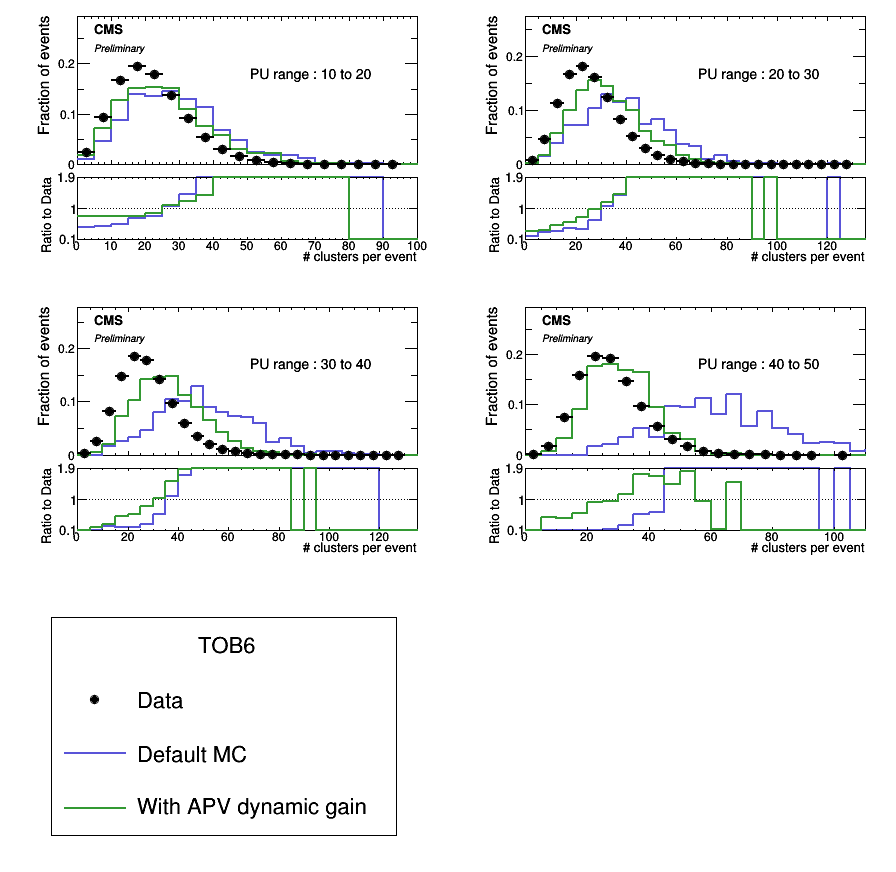 CMS
Preliminary
PU range : 10 to 20
Fraction of events
0.2
0.1
0
Ratio to Data
1.9
1
0.1
0 10 20 30 40 50 60 70 80 90 100
# clusters per event
CMS
Preliminary
PU range : 20 to 30
Fraction of events
0.2
0.1
0
Ratio to Data
1.9
1
0.1
0 20 40 60 80 100 120
# clusters per event
CMS
Preliminary
PU range : 30 to 40
Fraction of events
0.2
0.1
0
Ratio to Data
1.9
1
0.1
0 20 40 60 80 100 120
# clusters per event
CMS
Preliminary
PU range : 40 to 50
Fraction of events
0.2
0.1
0
Ratio to Data
1.9
1
0.1
0 20 40 60 80 100
# clusters per event
TOB6
Data
Default MC
With APV dynamic gain